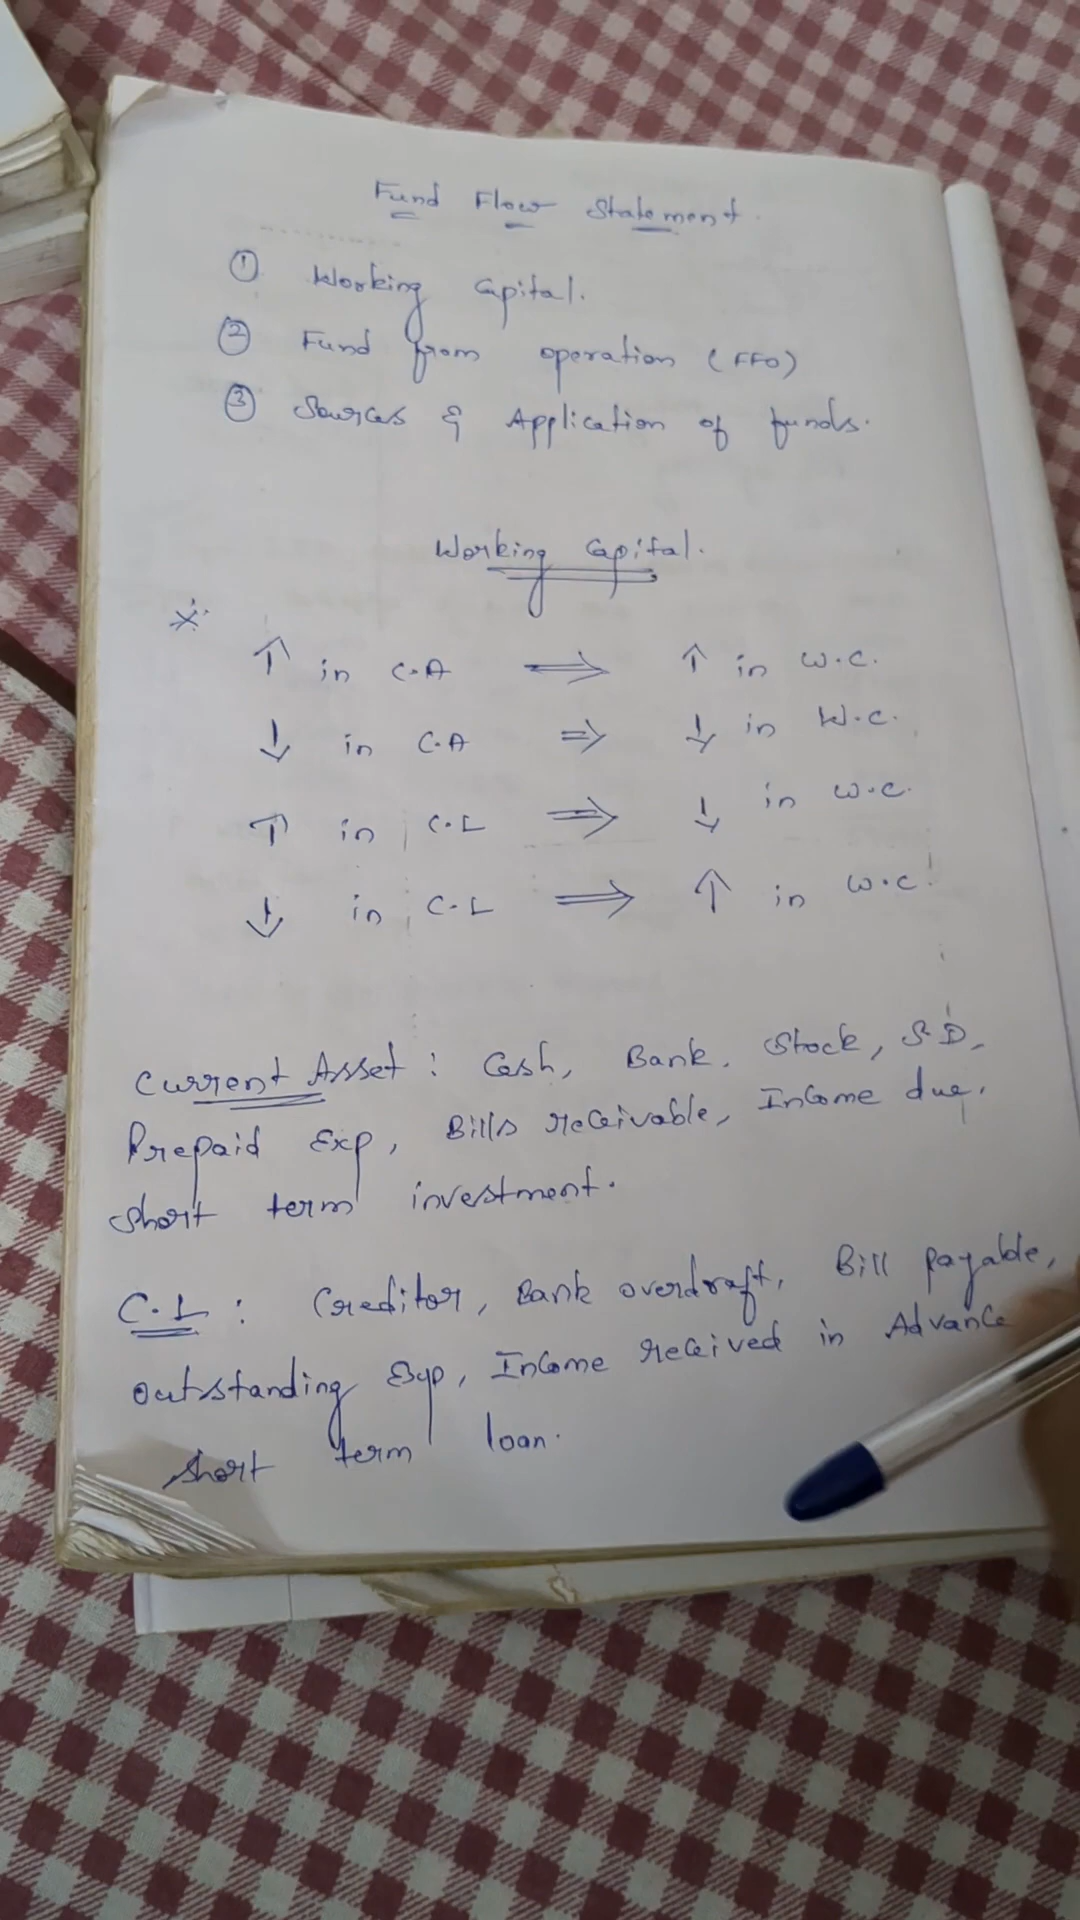 Fund Flow Statement.
① Working Capital.
② Fund from operation (FFO)
③ Sources & Application of funds.
Working Capital.
↑ in C.A ⇒ ↑ in W.C.
↓ in C.A ⇒ ↓ in W.C.
↑ in C.L ⇒ ↓ in W.C.
↓ in C.L ⇒ ↑ in W.C.
Current Asset : Cash, Bank, Stock, S.D,
Prepaid Exp, Bills receivable, Income due,
Short term investment.
C.L : Creditor, Bank overdraft, Bill payable,
outstanding Exp, Income received in Advance
short term loan.